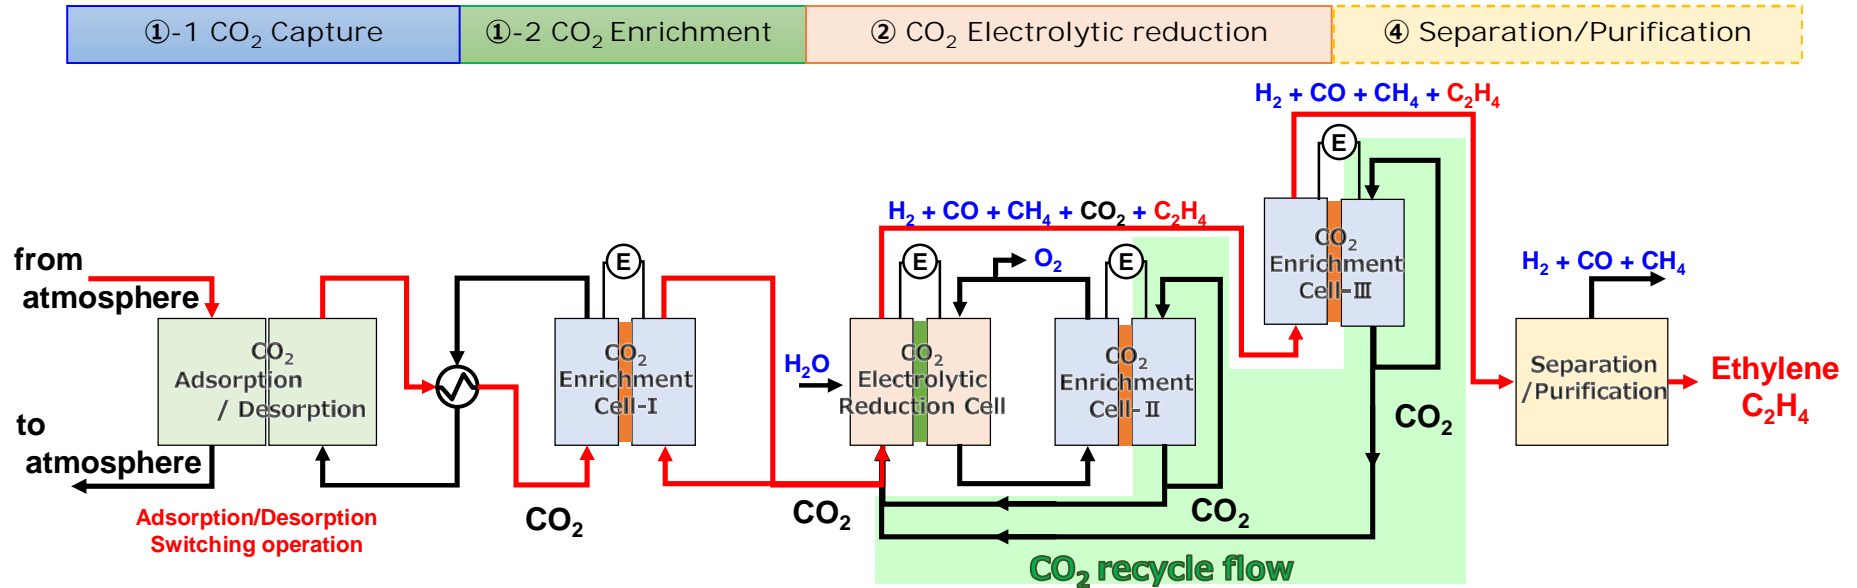 ①-1 CO₂ Capture
①-2 CO₂ Enrichment
② CO₂ Electrolytic reduction
④ Separation/Purification
H₂ + CO + CH₄ + C₂H₄
E
H₂ + CO + CH₄ + CO₂ + C₂H₄
CO₂
Enrichment
Cell-Ⅲ
from
atmosphere
E
E
O₂
E
H₂ + CO + CH₄
CO₂
Adsorption
/ Desorption
CO₂
Enrichment
Cell-Ⅰ
H₂O
CO₂
Electrolytic
Reduction Cell
CO₂
Enrichment
Cell-Ⅱ
Separation
/Purification
Ethylene
C₂H₄
to
atmosphere
CO₂
Adsorption/Desorption
Switching operation
CO₂
CO₂
CO₂
CO₂ recycle flow